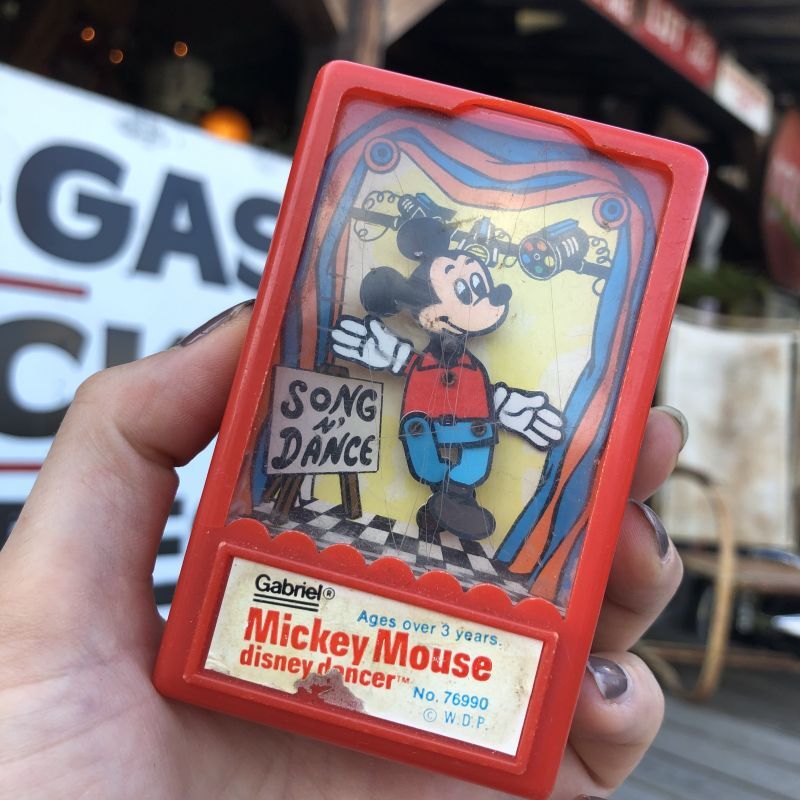 GAS
SONG
N'
DANCE
Gabriel®
Ages over 3 years.
Mickey Mouse
disney dancer™
No. 76990
© W.D.P.